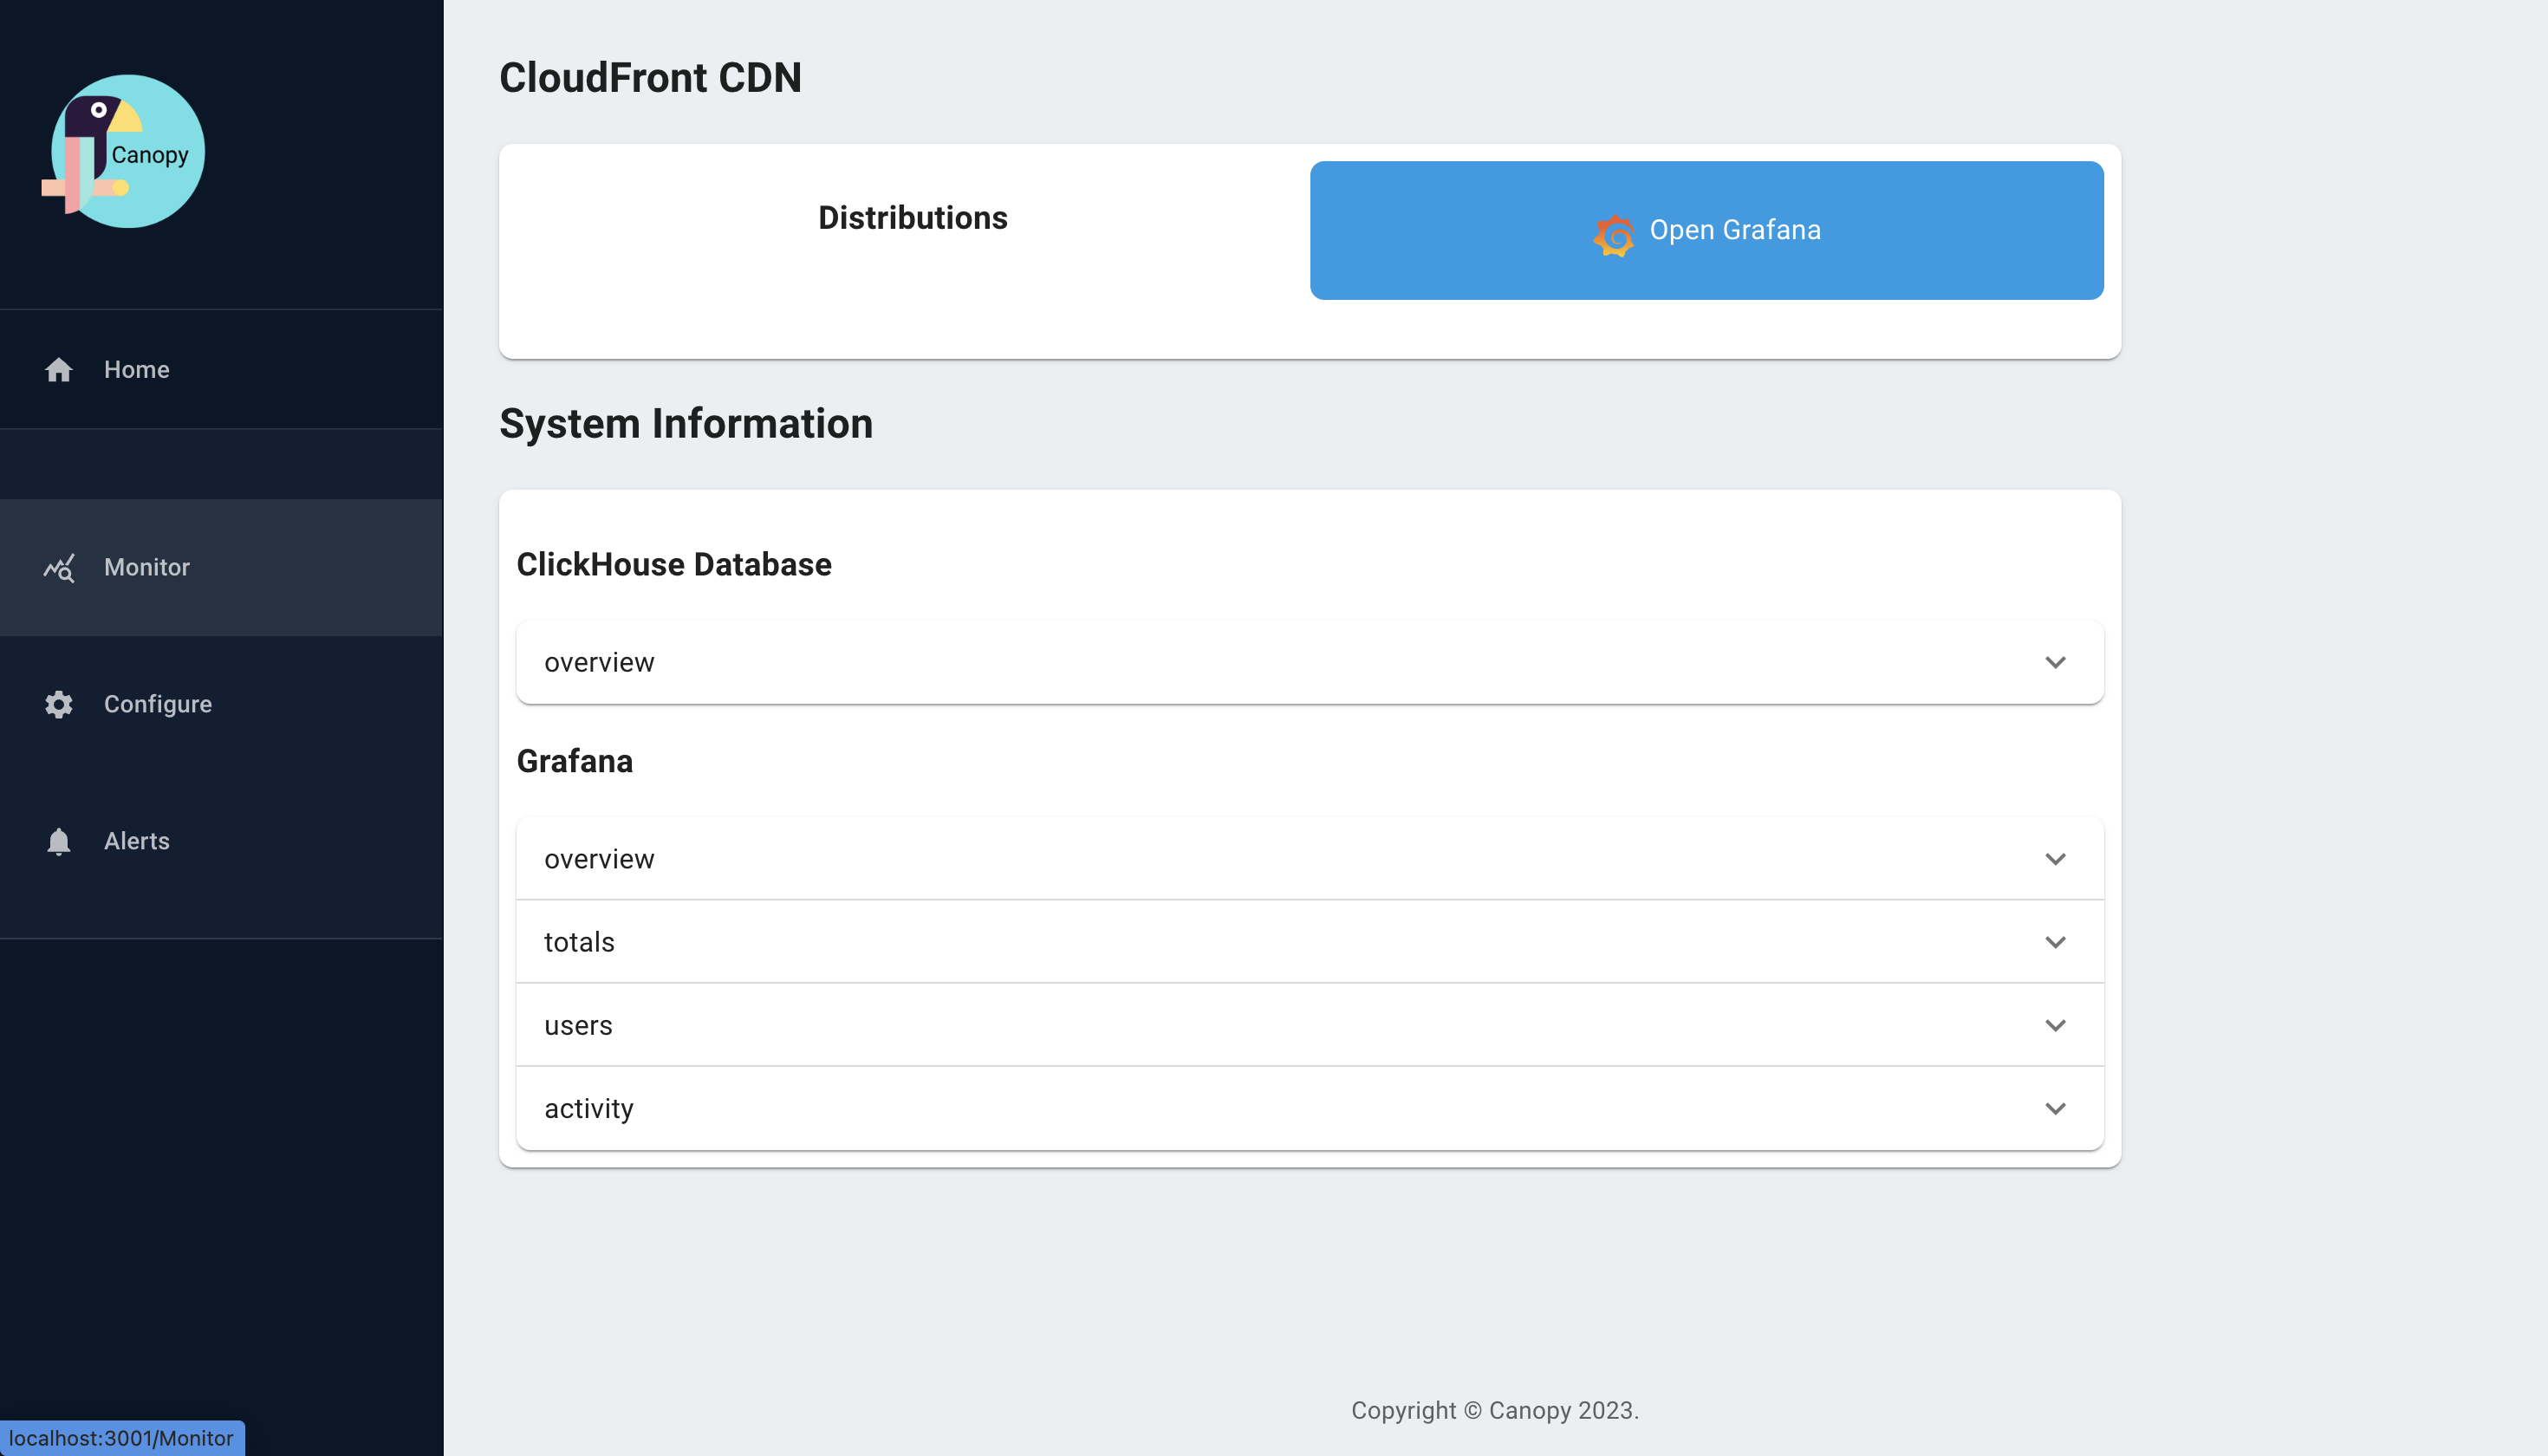 Canopy
Home
Monitor
Configure
Alerts
CloudFront CDN
Distributions
Open Grafana
System Information
ClickHouse Database
overview
Grafana
overview
totals
users
activity
Copyright © Canopy 2023.
localhost:3001/Monitor